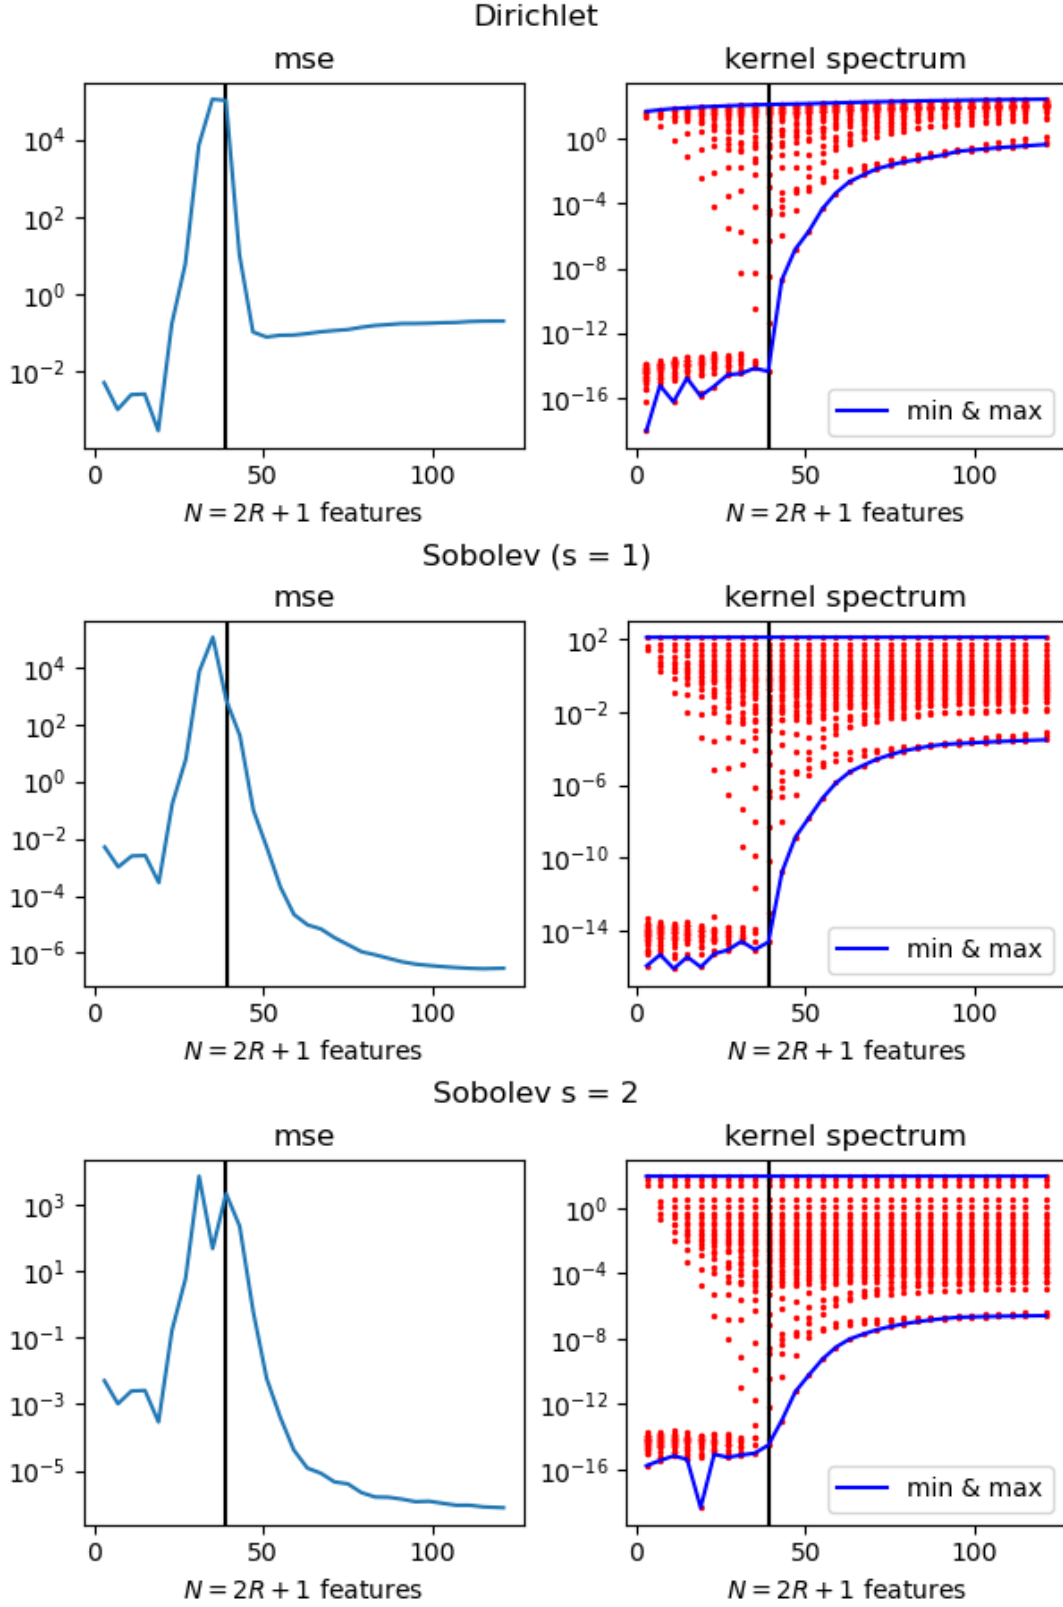 Dirichlet
mse
kernel spectrum
10^4
10^2
10^0
10^-2
10^0
10^-4
10^-8
10^-12
10^-16
min & max
0 50 100
0 50 100
N = 2R + 1 features
N = 2R + 1 features
Sobolev (s = 1)
mse
kernel spectrum
10^4
10^2
10^0
10^-2
10^-4
10^-6
10^2
10^-2
10^-6
10^-10
10^-14
min & max
0 50 100
0 50 100
N = 2R + 1 features
N = 2R + 1 features
Sobolev s = 2
mse
kernel spectrum
10^3
10^1
10^-1
10^-3
10^-5
10^0
10^-4
10^-8
10^-12
10^-16
min & max
0 50 100
0 50 100
N = 2R + 1 features
N = 2R + 1 features